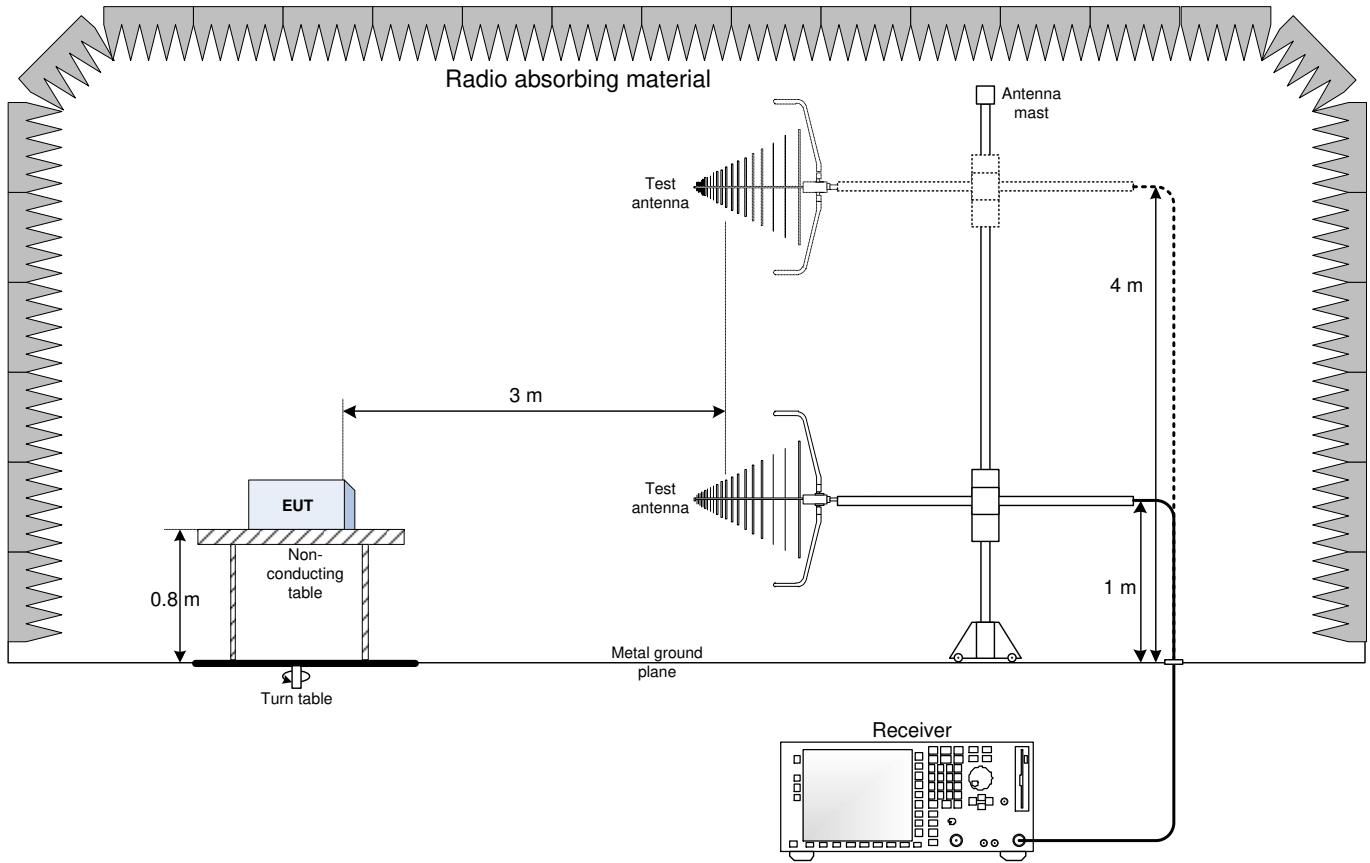 Radio absorbing material
Antenna
mast
Test
antenna
4 m
3 m
Test
antenna
EUT
Non-
conducting
table
0.8 m
1 m
Metal ground
plane
Turn table
Receiver